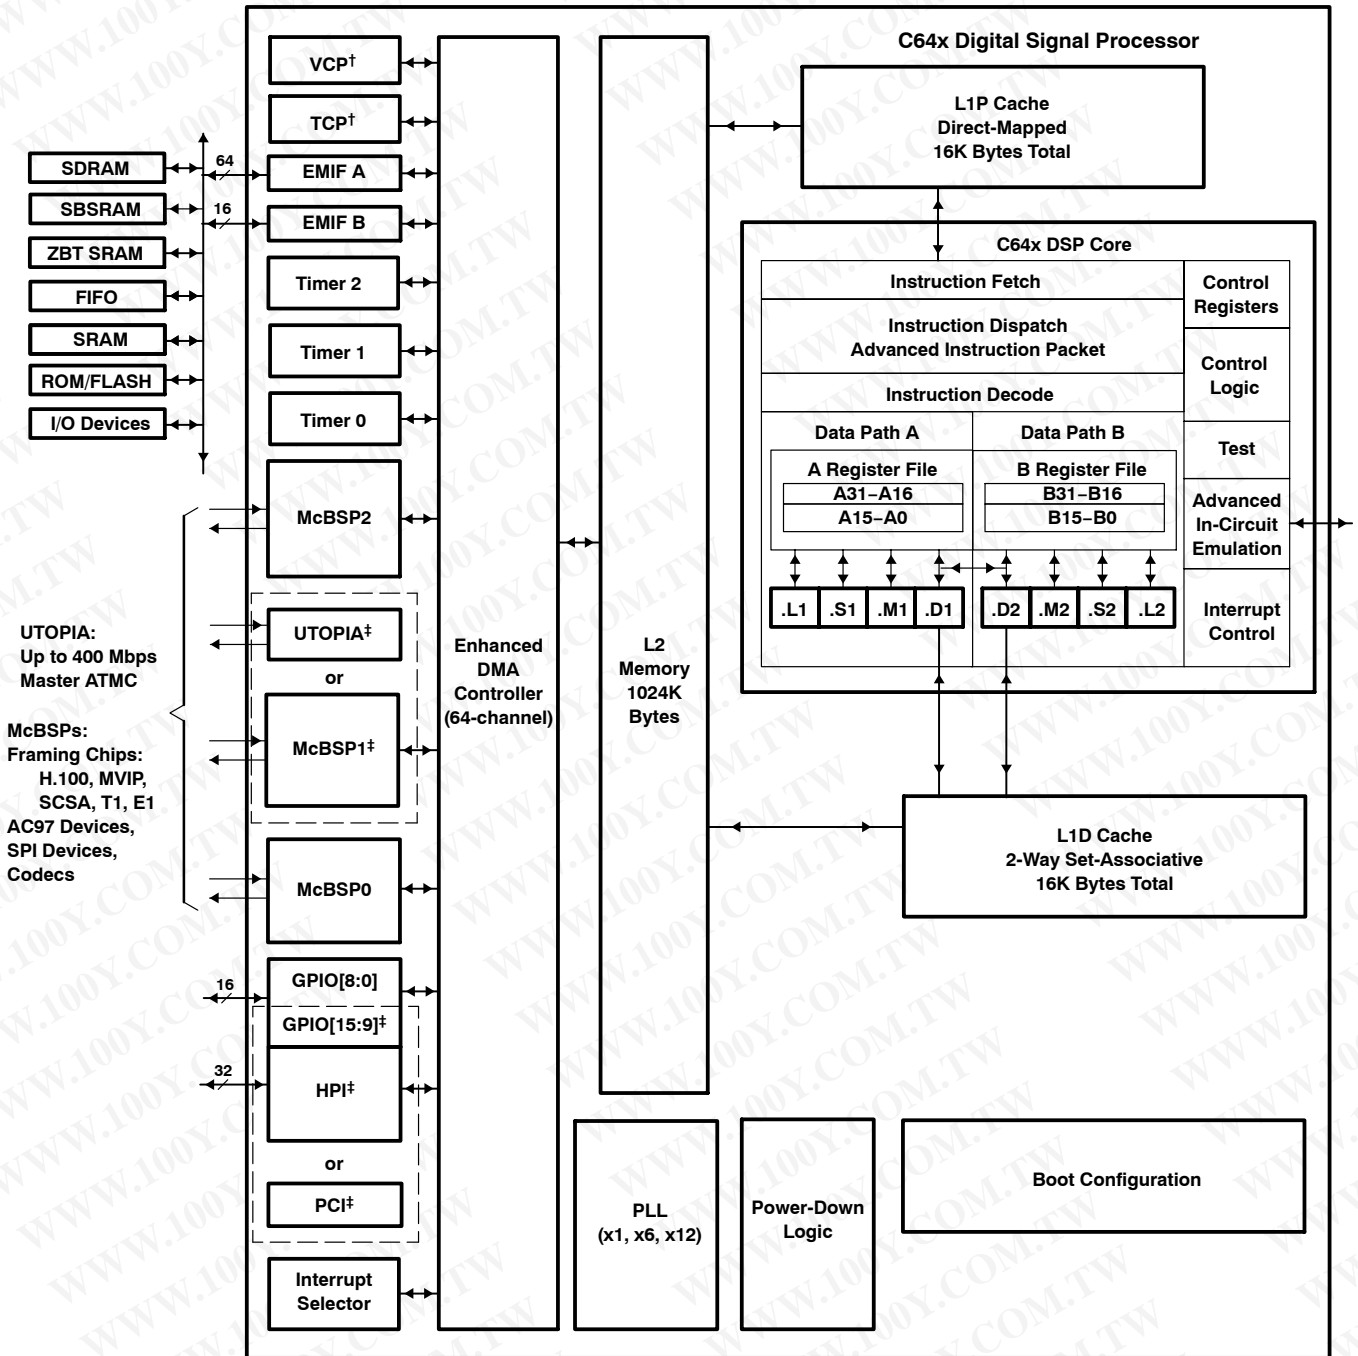 C64x Digital Signal Processor
VCP†
TCP†
EMIF A
EMIF B
Timer 2
Timer 1
Timer 0
McBSP2
UTOPIA‡
or
McBSP1‡
McBSP0
GPIO[8:0]
GPIO[15:9]‡
HPI‡
or
PCI‡
Interrupt
Selector
64
16
16
32
SDRAM
SBSRAM
ZBT SRAM
FIFO
SRAM
ROM/FLASH
I/O Devices
UTOPIA:
Up to 400 Mbps
Master ATMC
McBSPs:
Framing Chips:
H.100, MVIP,
SCSA, T1, E1
AC97 Devices,
SPI Devices,
Codecs
Enhanced
DMA
Controller
(64-channel)
L2
Memory
1024K
Bytes
L1P Cache
Direct-Mapped
16K Bytes Total
C64x DSP Core
Instruction Fetch
Instruction Dispatch
Advanced Instruction Packet
Instruction Decode
Data Path A
Data Path B
A Register File
A31–A16
A15–A0
B Register File
B31–B16
B15–B0
.L1 .S1 .M1 .D1
.D2 .M2 .S2 .L2
Control
Registers
Control
Logic
Test
Advanced
In-Circuit
Emulation
Interrupt
Control
L1D Cache
2-Way Set-Associative
16K Bytes Total
PLL
(x1, x6, x12)
Power-Down
Logic
Boot Configuration
WWW.100Y.COM.TW